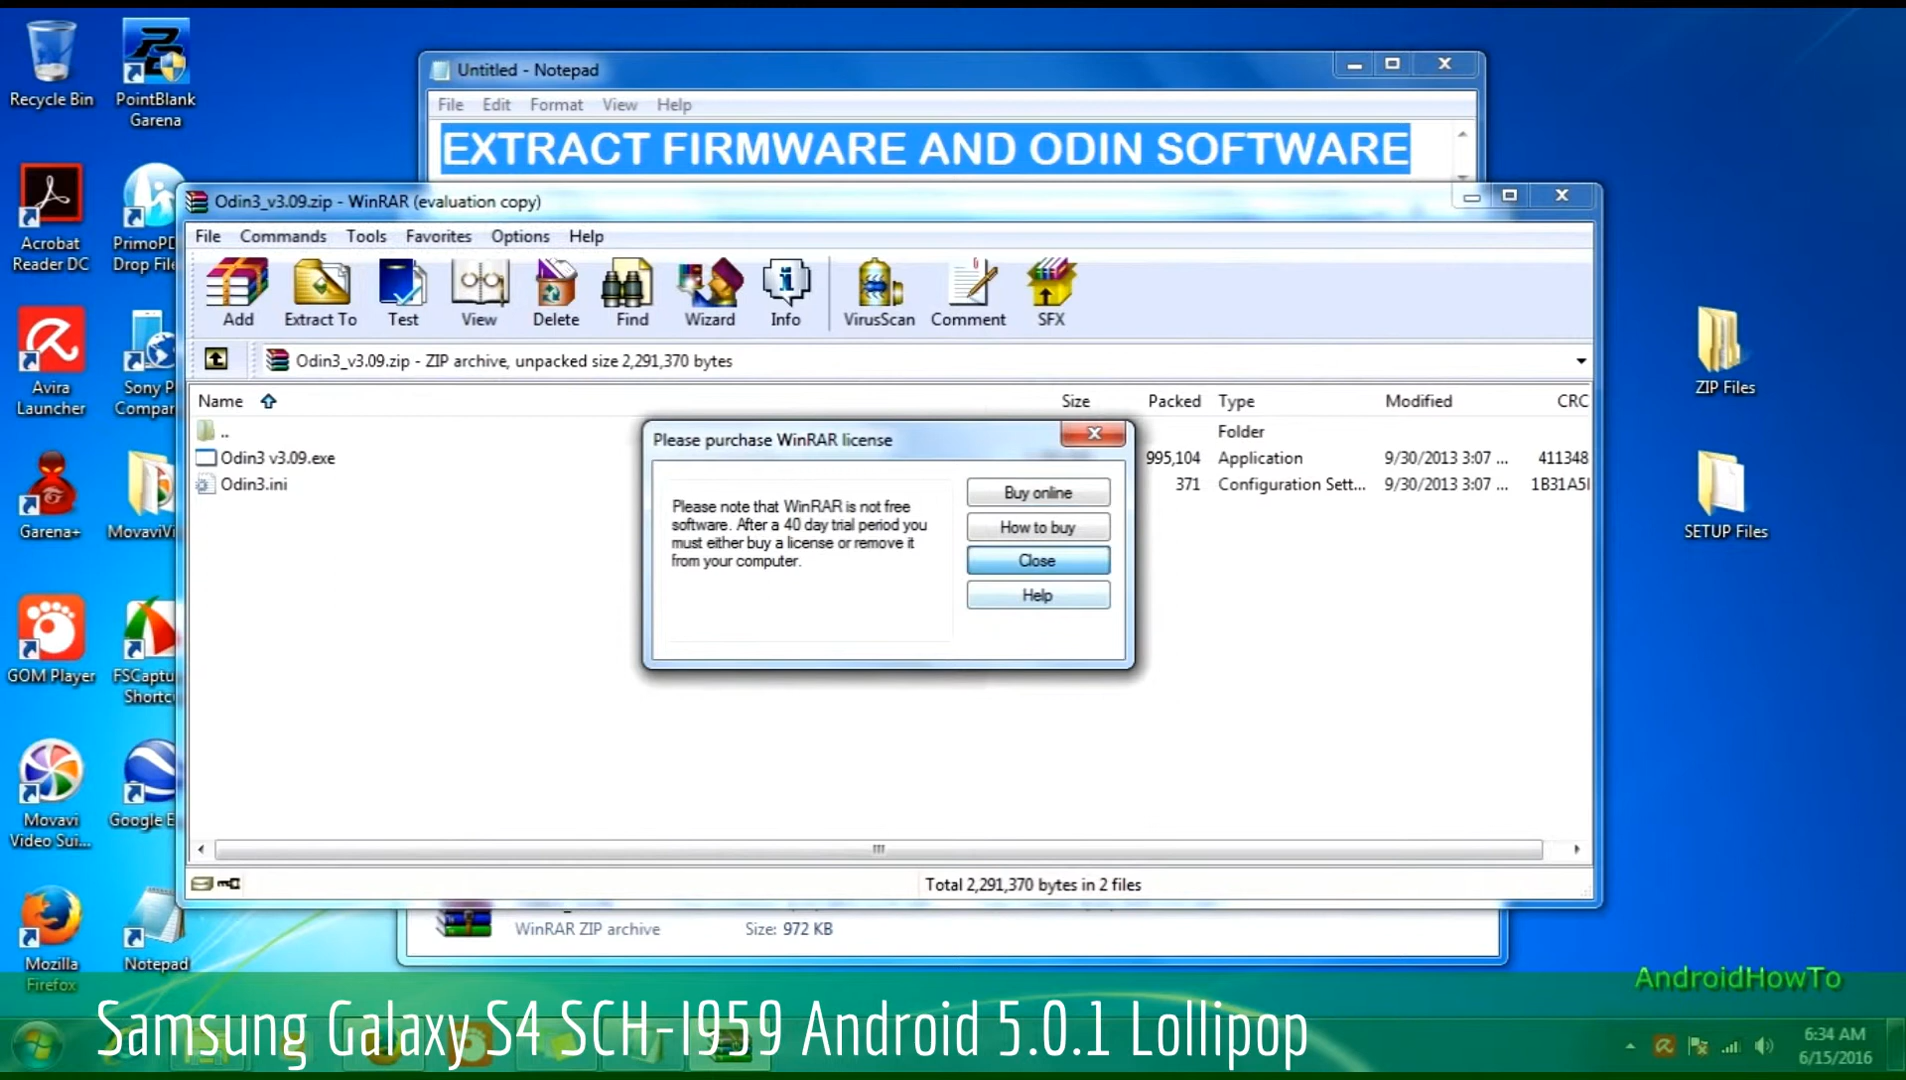 Recycle Bin
PointBlank
Garena
Acrobat
Reader DC
Drop File
Avira
Launcher
Sony P
Garena+
GOM Player
FSCaptu
Movavi
Video Sui...
Google E
Mozilla
Firefox
Notepad
Untitled - Notepad
File Edit Format View Help
EXTRACT FIRMWARE AND ODIN SOFTWARE
Odin3_v3.09.zip - WinRAR (evaluation copy)
File Commands Tools Favorites Options Help
Add Extract To Test View Delete Find Wizard Info VirusScan Comment SFX
Odin3_v3.09.zip - ZIP archive, unpacked size 2,291,370 bytes
Name Size Packed Type Modified CRC
.. Folder
Odin3 v3.09.exe 995,104 Application 9/30/2013 3:07 ... 411348
Odin3.ini 371 Configuration Sett... 9/30/2013 3:07 ...
Please purchase WinRAR license
Please note that WinRAR is not free
software. After a 40 day trial period you
must either buy a license or remove it
from your computer.
Buy online
How to buy
Close
Help
Total 2,291,370 bytes in 2 files
WinRAR ZIP archive Size: 972 KB
ZIP Files
SETUP Files
AndroidHowTo
Samsung Galaxy S4 SCH-I959 Android 5.0.1 Lollipop
6:34 AM
6/15/2016